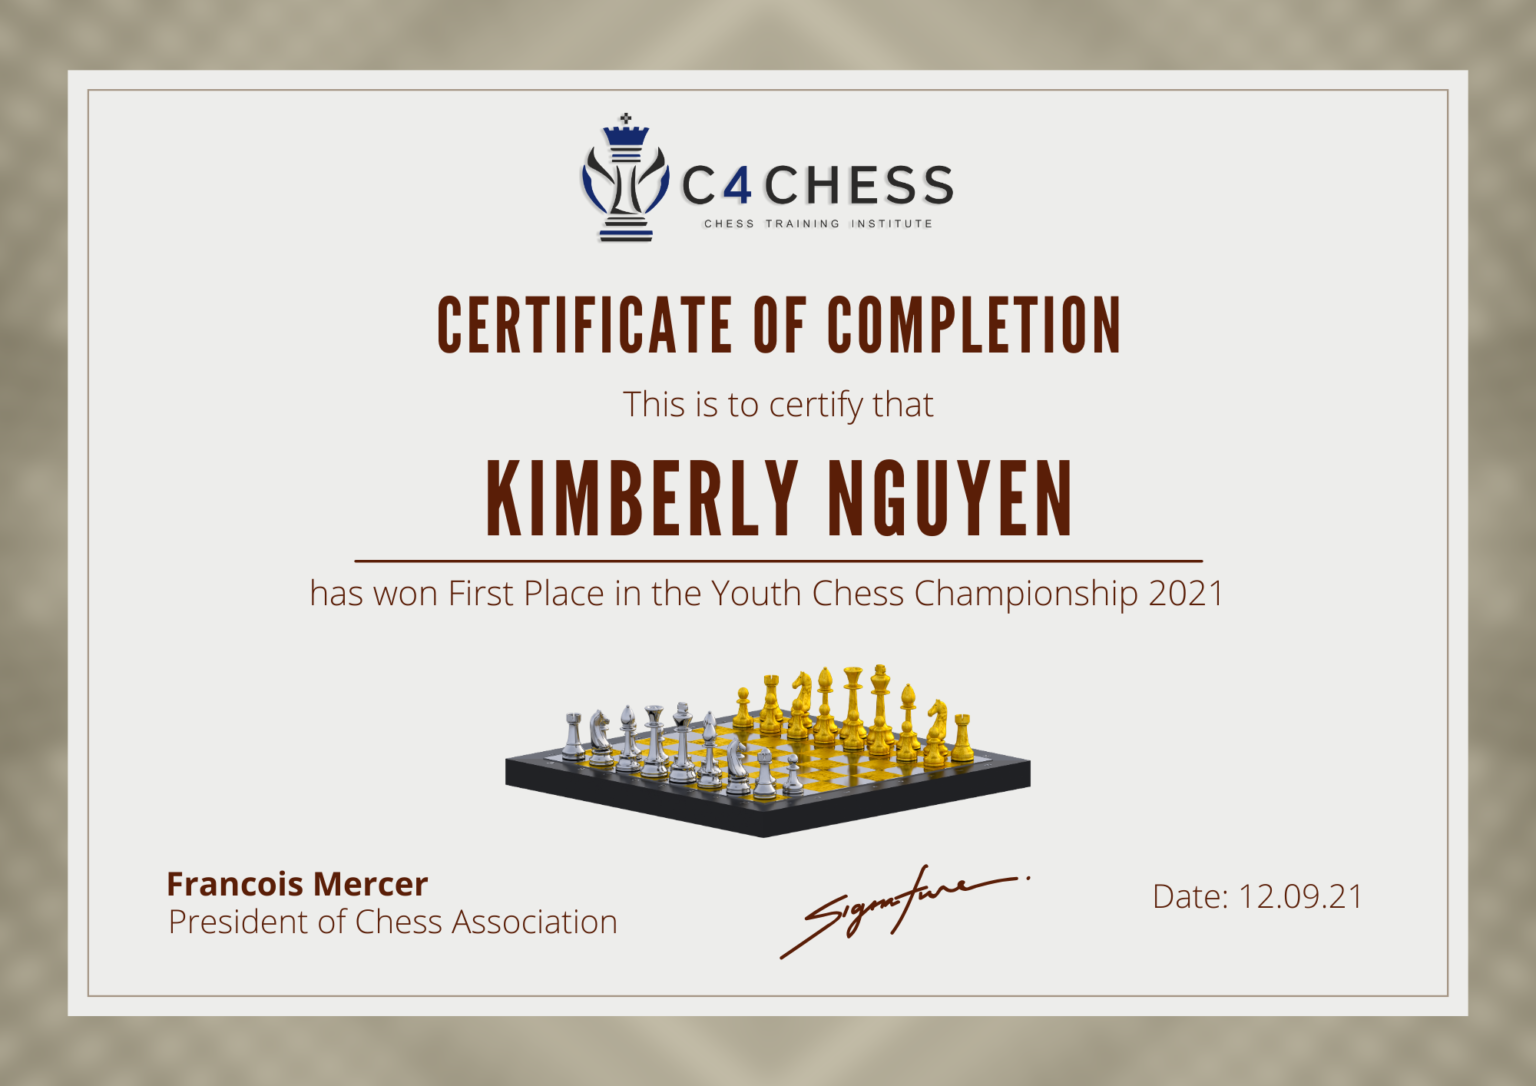 C4CHESS
CHESS TRAINING INSTITUTE
CERTIFICATE OF COMPLETION
This is to certify that
KIMBERLY NGUYEN
has won First Place in the Youth Chess Championship 2021
Francois Mercer
President of Chess Association
Signature
Date: 12.09.21